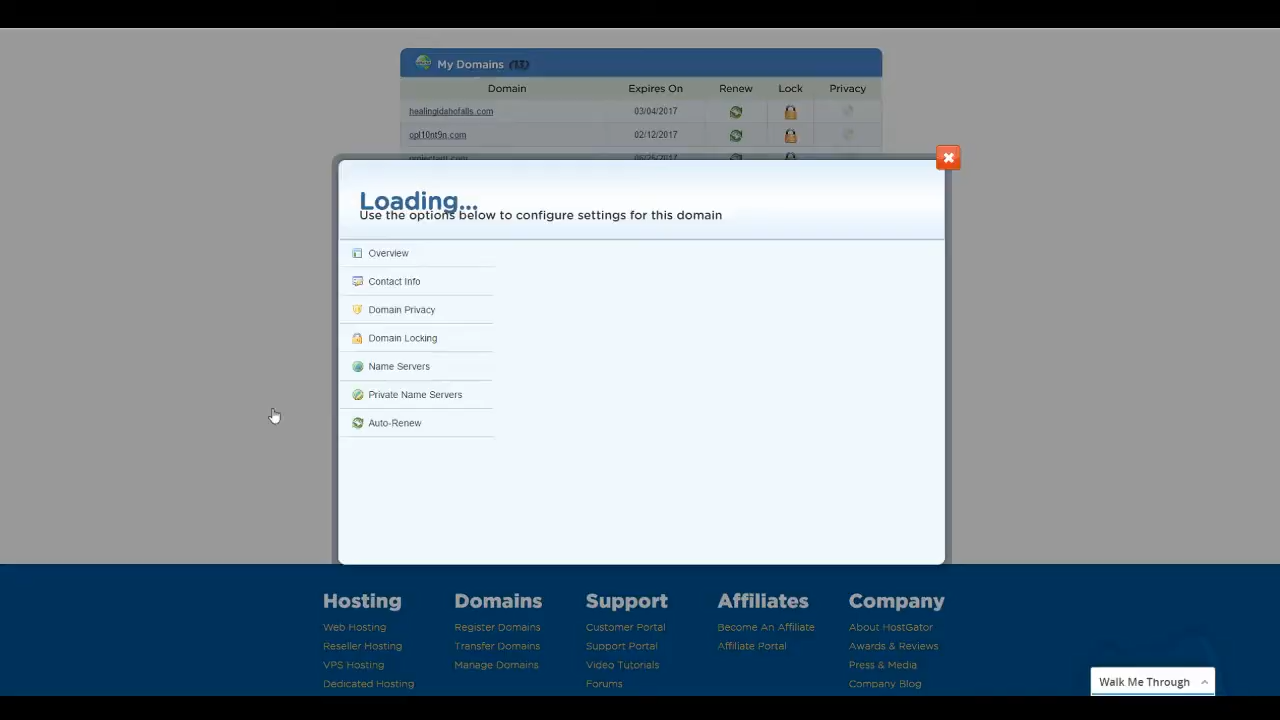 My Domains
Domain Expires On Renew Lock Privacy
healingidahofalls.com 03/04/2017
opl10nt9n.com 02/12/2017
Loading...
Use the options below to configure settings for this domain
Overview
Contact Info
Domain Privacy
Domain Locking
Name Servers
Private Name Servers
Auto-Renew
Hosting Domains Support Affiliates Company
Web Hosting Register Domains Customer Portal Become An Affiliate About HostGator
Reseller Hosting Transfer Domains Support Portal Affiliate Portal Awards & Reviews
VPS Hosting Manage Domains Video Tutorials Press & Media
Dedicated Hosting Forums Company Blog
Walk Me Through